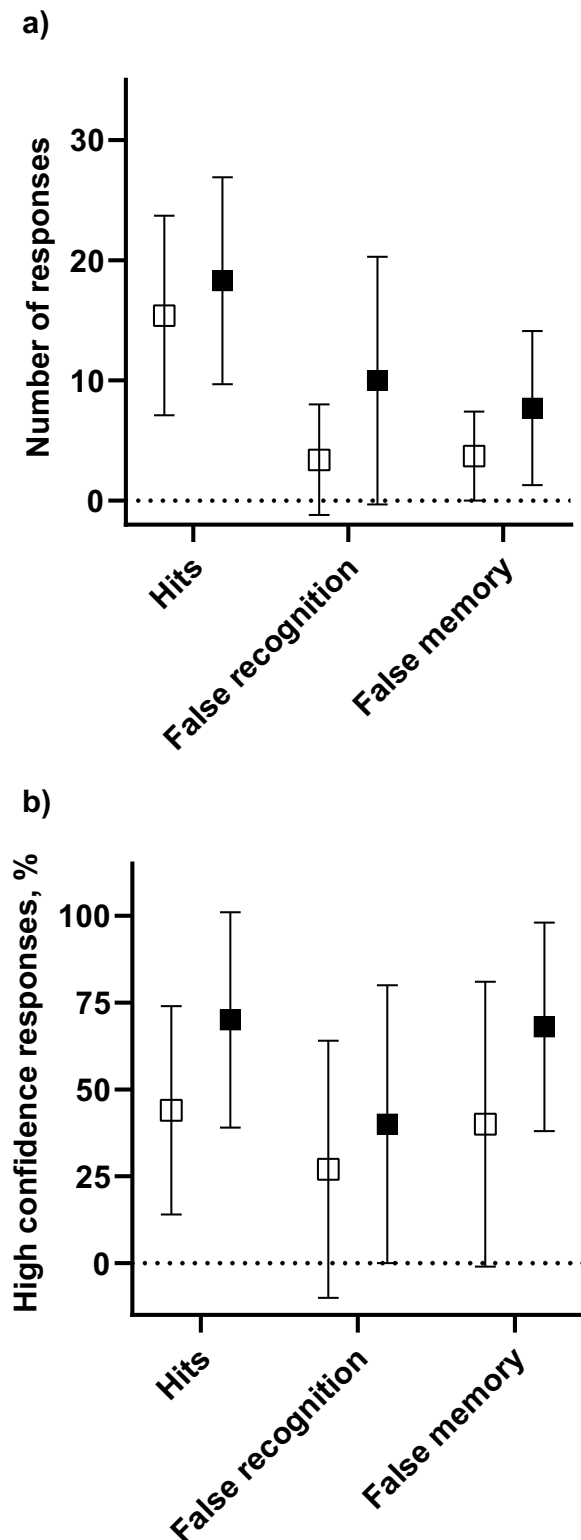 a)
Number of responses
30
20
10
0
Hits
False recognition
False memory
b)
High confidence responses, %
100
75
50
25
0
Hits
False recognition
False memory